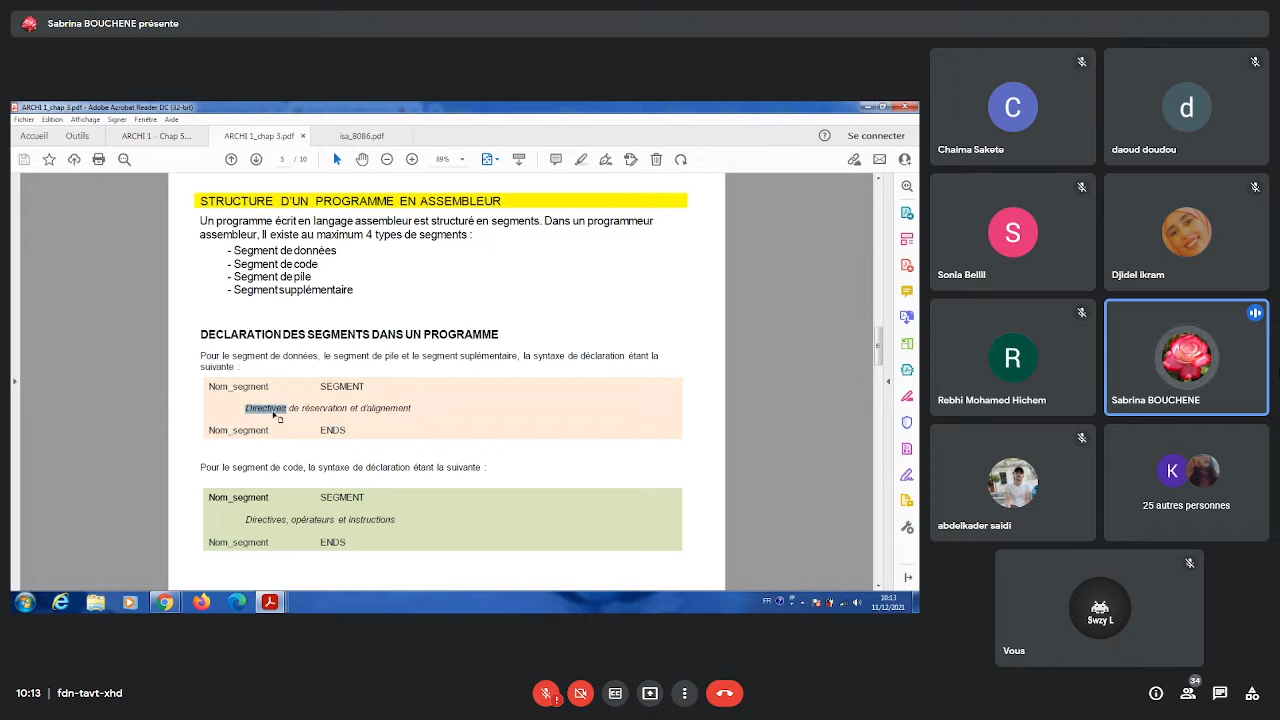 Sabrina BOUCHENE présente
ARCHI 1_chap 3.pdf - Adobe Acrobat Reader DC (32-bit)
Fichier Edition Affichage Signer Fenêtre Aide
Accueil Outils ARCHI 1 - Chap 5... ARCHI 1_chap 3.pdf × isa_8086.pdf Se connecter
5 / 10 89%
STRUCTURE D'UN PROGRAMME EN ASSEMBLEUR
Un programme écrit en langage assembleur est structuré en segments. Dans un programmeur
assembleur, Il existe au maximum 4 types de segments :
- Segment de données
- Segment de code
- Segment de pile
- Segment supplémentaire
DECLARATION DES SEGMENTS DANS UN PROGRAMME
Pour le segment de données, le segment de pile et le segment suplémentaire, la syntaxe de déclaration étant la
suivante :
Nom_segment SEGMENT
Directives de réservation et d'alignement
Nom_segment ENDS
Pour le segment de code, la syntaxe de déclaration étant la suivante :
Nom_segment SEGMENT
Directives, opérateurs et instructions
Nom_segment ENDS
FR 10:13
11/12/2021
C
Chaima Sakete
d
daoud doudou
S
Sonia Bellil
Djidel Ikram
R
Rebhi Mohamed Hichem
Sabrina BOUCHENE
abdelkader saidi
K
25 autres personnes
Swzy L
Vous
10:13 fdn-tavt-xhd
34